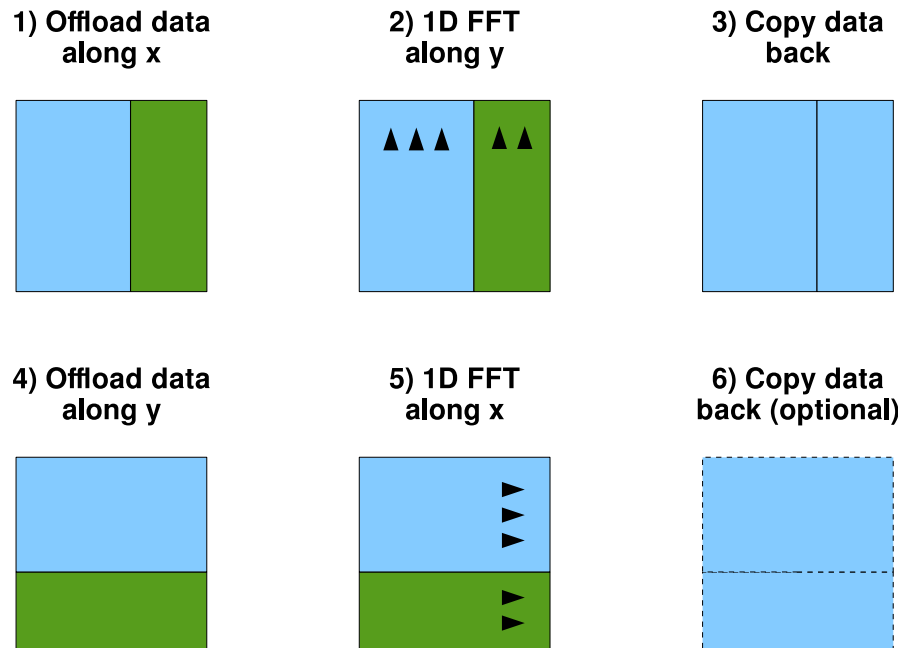 1) Offload data
along x
2) 1D FFT
along y
3) Copy data
back
4) Offload data
along y
5) 1D FFT
along x
6) Copy data
back (optional)